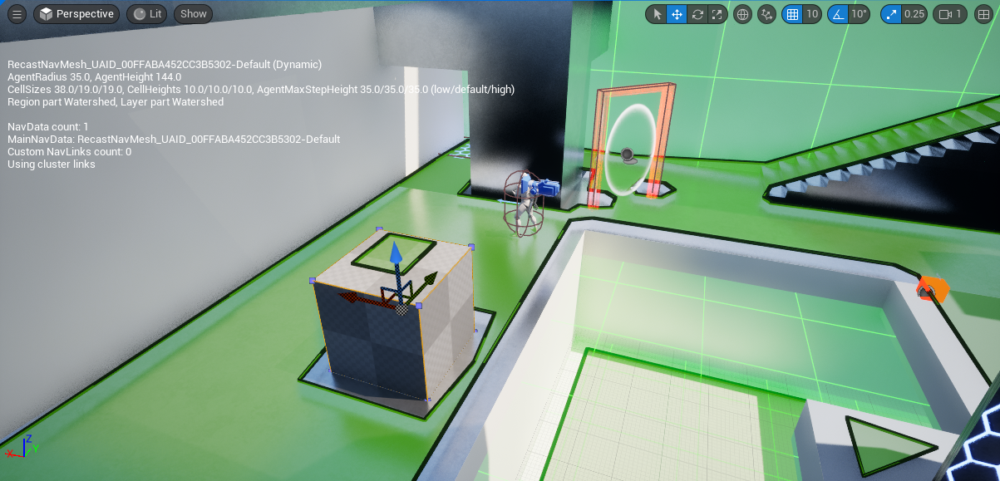 Perspective
Lit
Show
10
10°
0.25
1
RecastNavMesh_UAID_00FFABA452CC3B5302-Default (Dynamic)
AgentRadius 35.0, AgentHeight 144.0
CellSizes 38.0/19.0/19.0, CellHeights 10.0/10.0/10.0, AgentMaxStepHeight 35.0/35.0/35.0 (low/default/high)
Region part Watershed, Layer part Watershed
NavData count: 1
MainNavData: RecastNavMesh_UAID_00FFABA452CC3B5302-Default
Custom NavLinks count: 0
Using cluster links
Z
X
Y